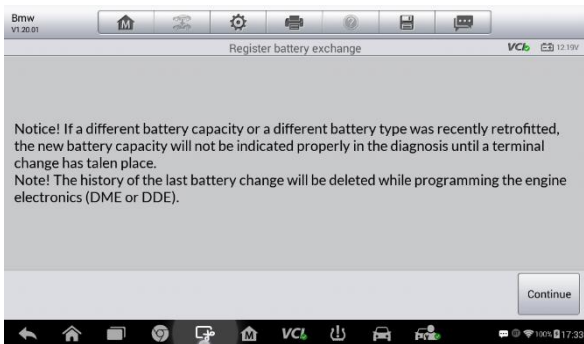 Bmw
V1.20.01
Register battery exchange
VCI
12.19V
Notice! If a different battery capacity or a different battery type was recently retrofitted,
the new battery capacity will not be indicated properly in the diagnosis until a terminal
change has talen place.
Note! The history of the last battery change will be deleted while programming the engine
electronics (DME or DDE).
Continue
VCI
100%
17:33